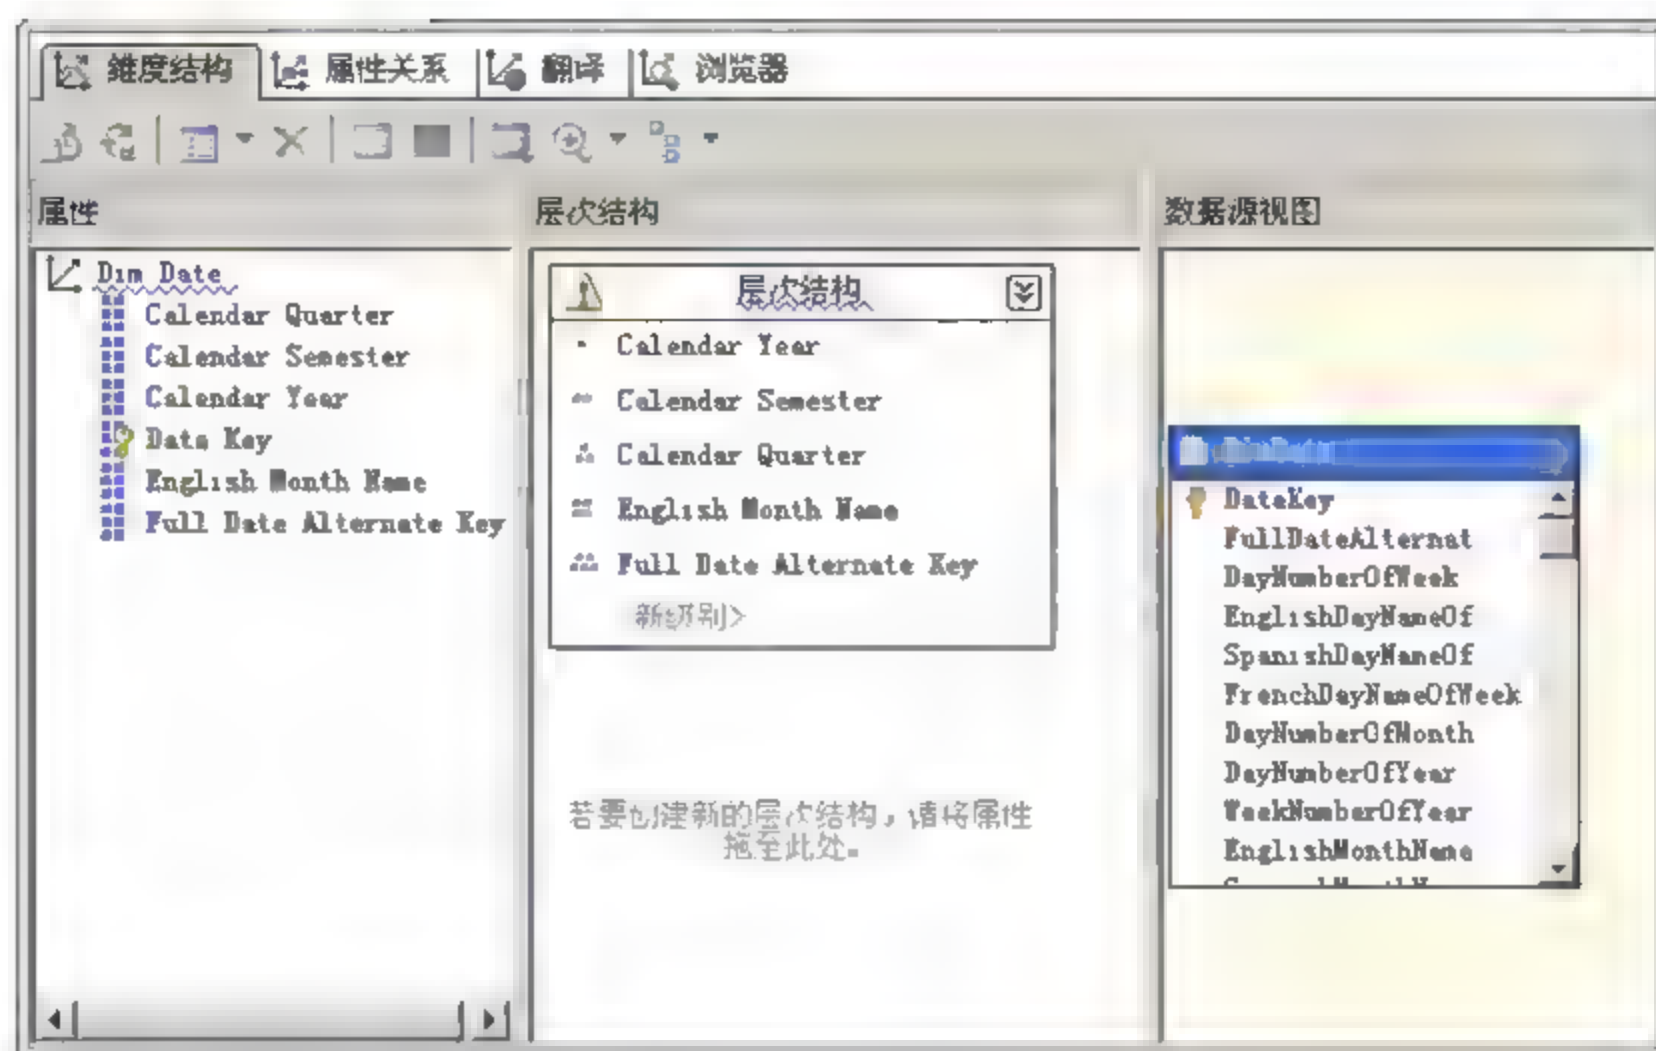 维度结构 属性关系 翻译 浏览器
属性
Dim Date
Calendar Quarter
Calendar Semester
Calendar Year
Date Key
English Month Name
Full Date Alternate Key
层次结构
层次结构
Calendar Year
Calendar Semester
Calendar Quarter
English Month Name
Full Date Alternate Key
新级别>
若要创建新的层次结构，请将属性
拖至此处。
数据源视图
DateKey
FullDateAlternat
DayNumberOfWeek
EnglishDayNameOf
SpanishDayNameOf
FrenchDayNameOfWeek
DayNumberOfMonth
DayNumberOfYear
WeekNumberOfYear
EnglishMonthName